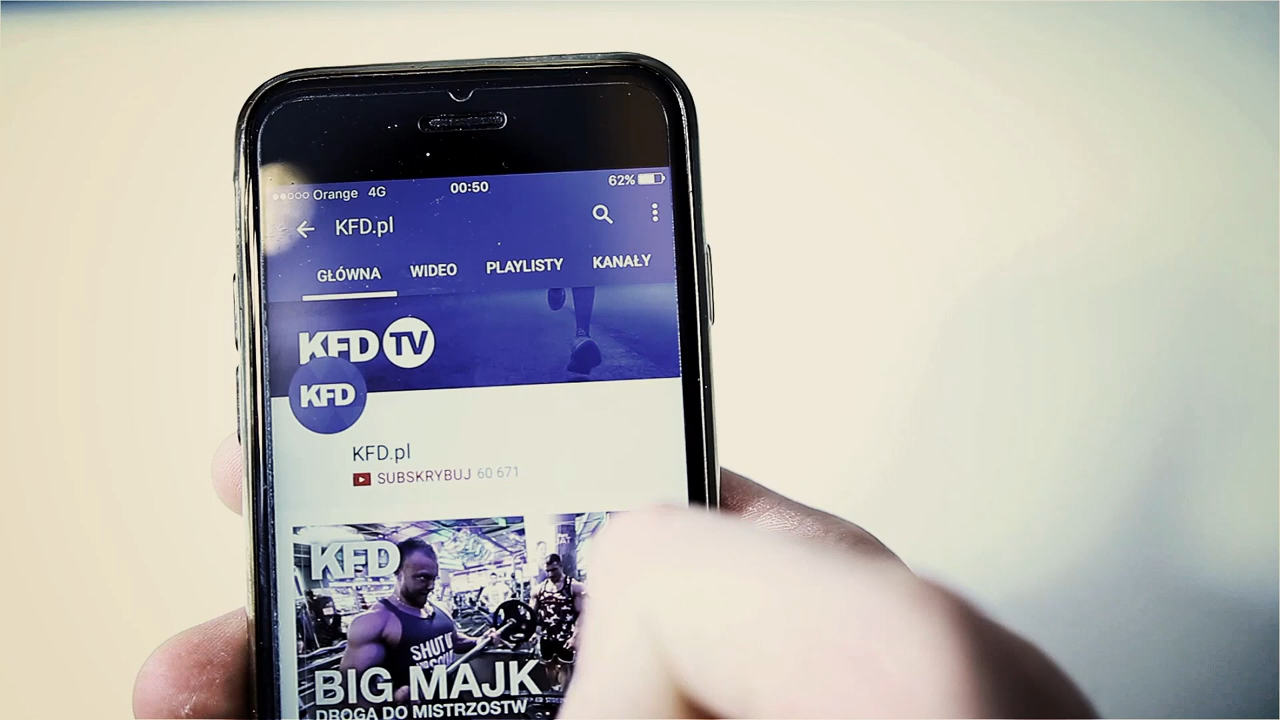 Orange 4G 00:50 62%
KFD.pl
GŁÓWNA WIDEO PLAYLISTY KANAŁY
KFD TV
KFD
KFD.pl
SUBSKRYBUJ 60 671
KFD
SHUT
BIG MAJK
DROGA DO MISTRZOSTW